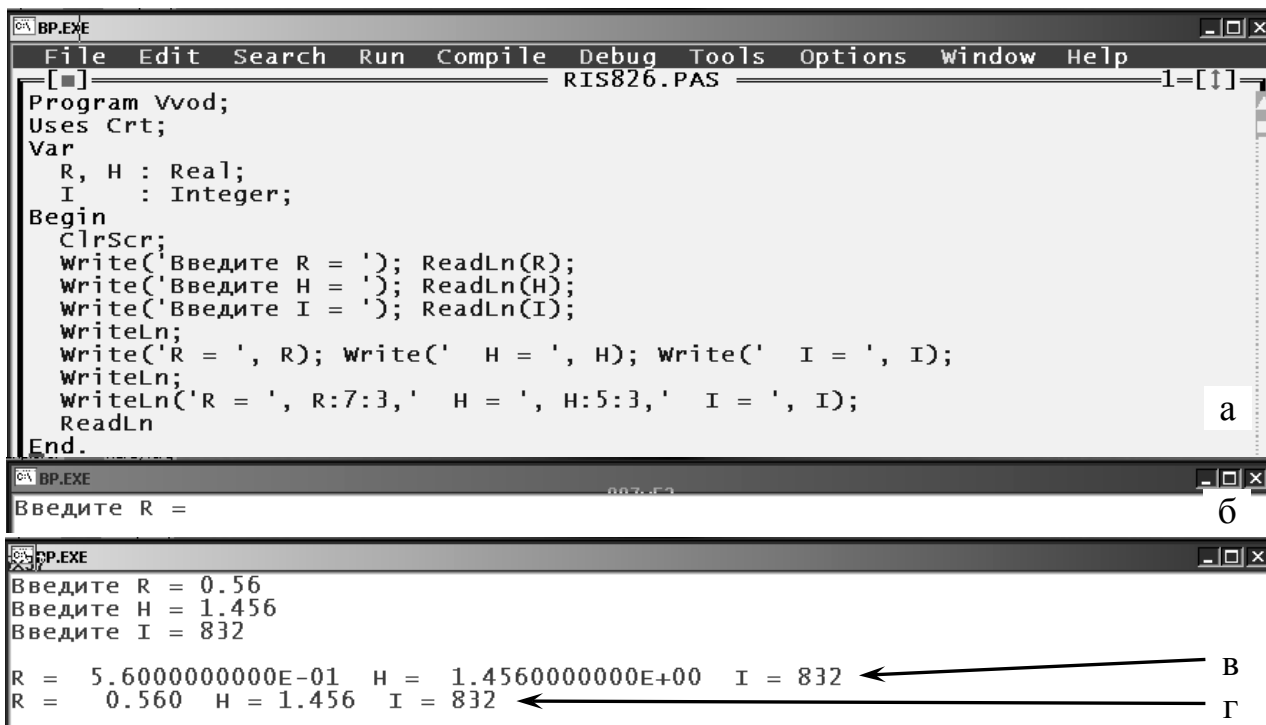 BP.EXE
File Edit Search Run Compile Debug Tools Options Window Help
[■] RIS826.PAS 1=[↕]
Program Vvod;
Uses Crt;
Var
R, H : Real;
I : Integer;
Begin
ClrScr;
Write('Введите R = '); ReadLn(R);
Write('Введите H = '); ReadLn(H);
Write('Введите I = '); ReadLn(I);
WriteLn;
Write('R = ', R); Write('  H = ', H); Write('  I = ', I);
WriteLn;
WriteLn('R = ', R:7:3,'  H = ', H:5:3,'  I = ', I);
а
ReadLn
End.
BP.EXE
Введите R =
б
BP.EXE
Введите R = 0.56
Введите H = 1.456
Введите I = 832
R =  5.6000000000E-01  H =  1.4560000000E+00  I = 832
в
R =   0.560  H = 1.456  I = 832
г